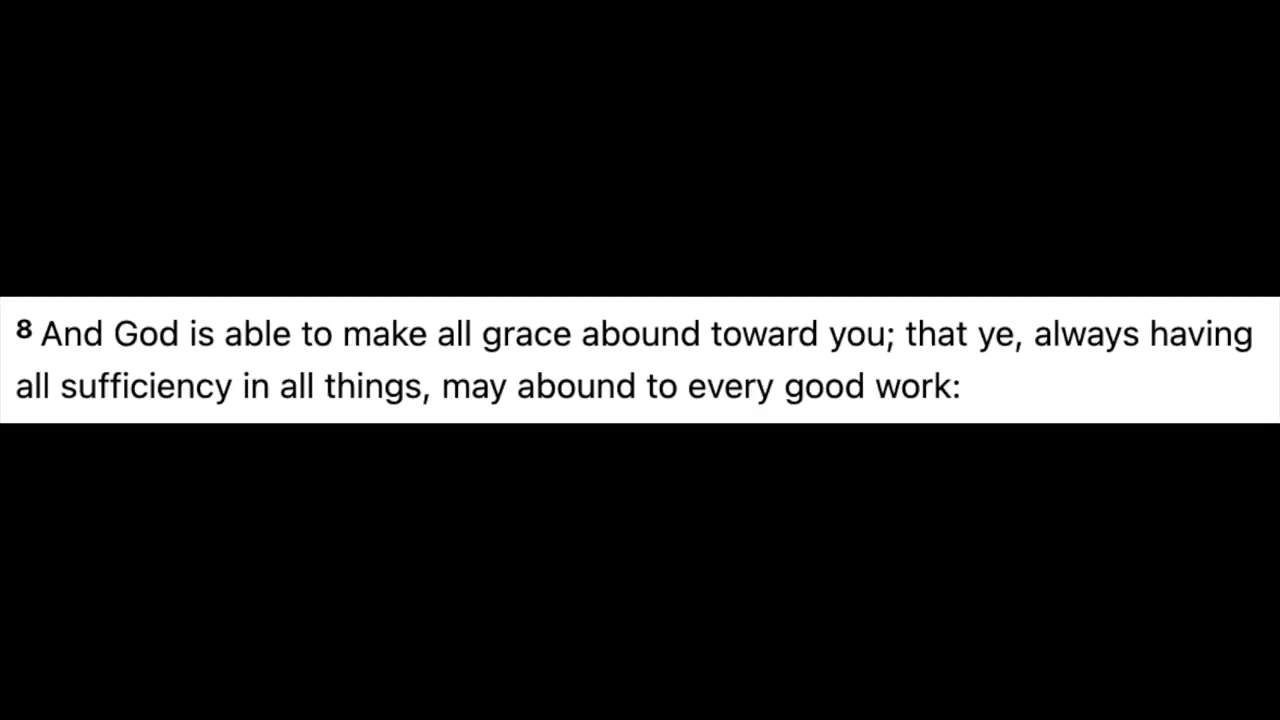 8 And God is able to make all grace abound toward you; that ye, always having
all sufficiency in all things, may abound to every good work: